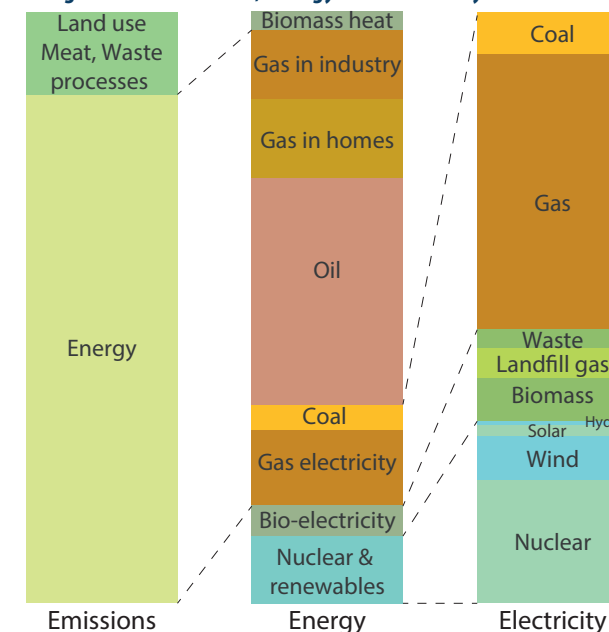 Land use
Meat, Waste
processes
Energy
Emissions
Biomass heat
Gas in industry
Gas in homes
Oil
Coal
Gas electricity
Bio-electricity
Nuclear &
renewables
Energy
Coal
Gas
Waste
Landfill gas
Biomass
Solar
Wind
Nuclear
Electricity